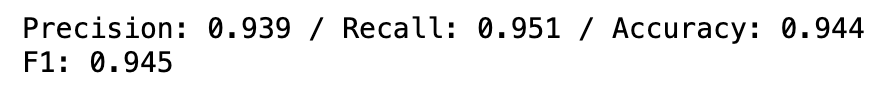 Precision: 0.939 / Recall: 0.951 / Accuracy: 0.944
F1: 0.945